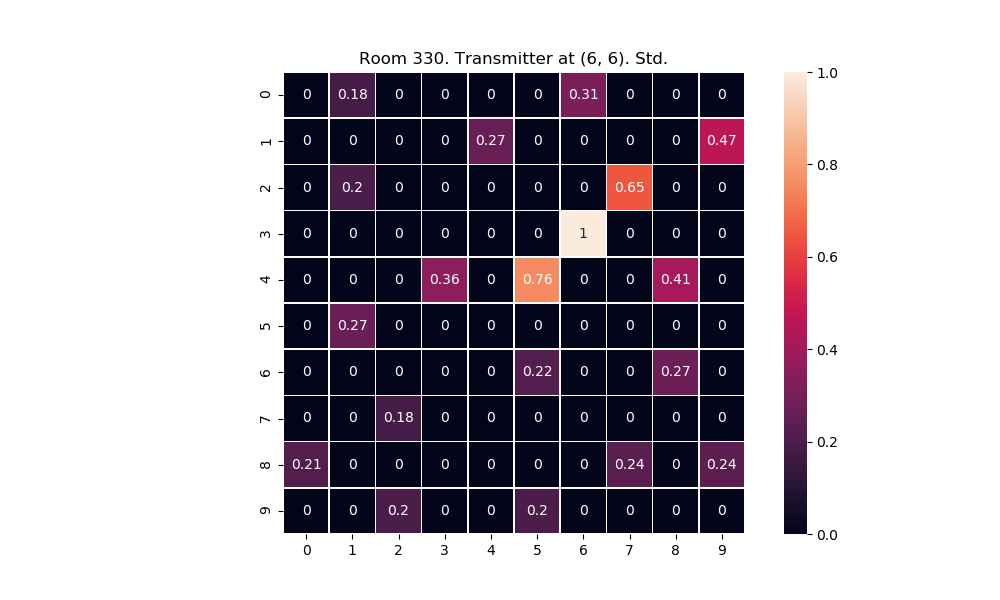 Room 330. Transmitter at (6, 6). Std.
0 0 0.18 0 0 0 0 0.31 0 0 0 1.0
1 0 0 0 0 0.27 0 0 0 0 0.47
2 0 0.2 0 0 0 0 0 0.65 0 0 0.8
3 0 0 0 0 0 0 1 0 0 0
4 0 0 0 0.36 0 0.76 0 0 0.41 0 0.6
5 0 0.27 0 0 0 0 0 0 0 0
6 0 0 0 0 0 0.22 0 0 0.27 0 0.4
7 0 0 0.18 0 0 0 0 0 0 0
8 0.21 0 0 0 0 0 0 0.24 0 0.24 0.2
9 0 0 0.2 0 0 0.2 0 0 0 0 0.0
0 1 2 3 4 5 6 7 8 9